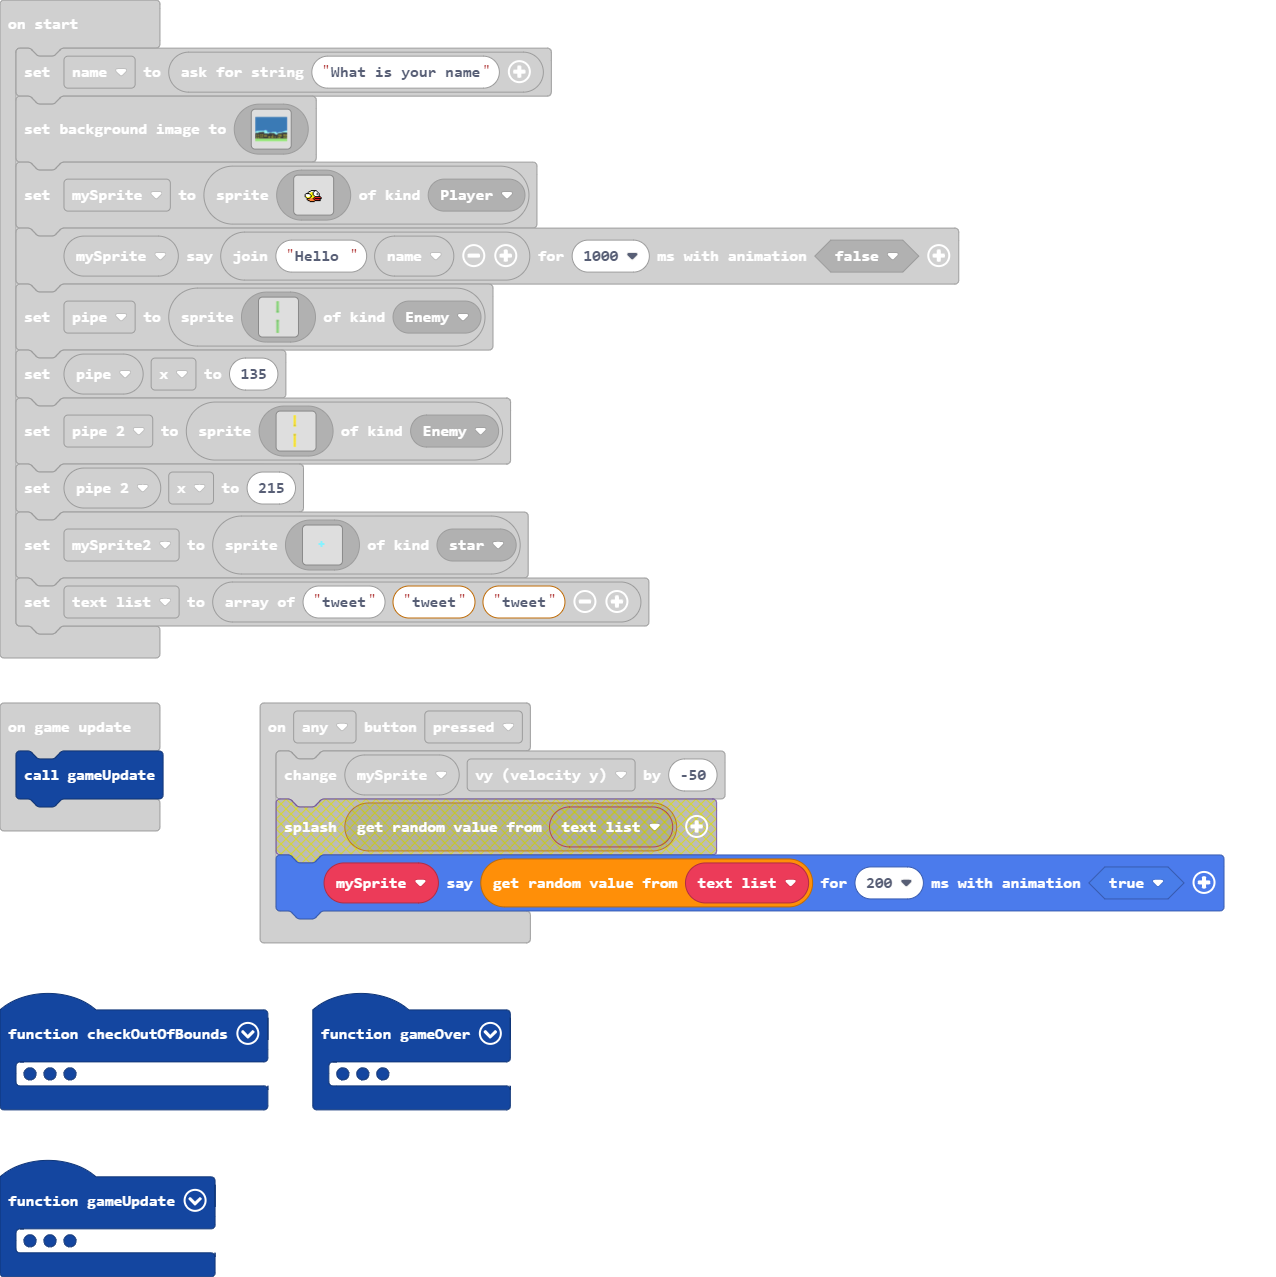 on start
set name to ask for string "What is your name"
set background image to
set mySprite to sprite of kind Player
mySprite say join "Hello " name for 1000 ms with animation false
set pipe to sprite of kind Enemy
set pipe x to 135
set pipe 2 to sprite of kind Enemy
set pipe 2 x to 215
set mySprite2 to sprite of kind star
set text list to array of "tweet" "tweet" "tweet"
on game update
call gameUpdate
on any button pressed
change mySprite vy (velocity y) by -50
splash get random value from text list
mySprite say get random value from text list for 200 ms with animation true
function checkOutOfBounds
function gameOver
function gameUpdate